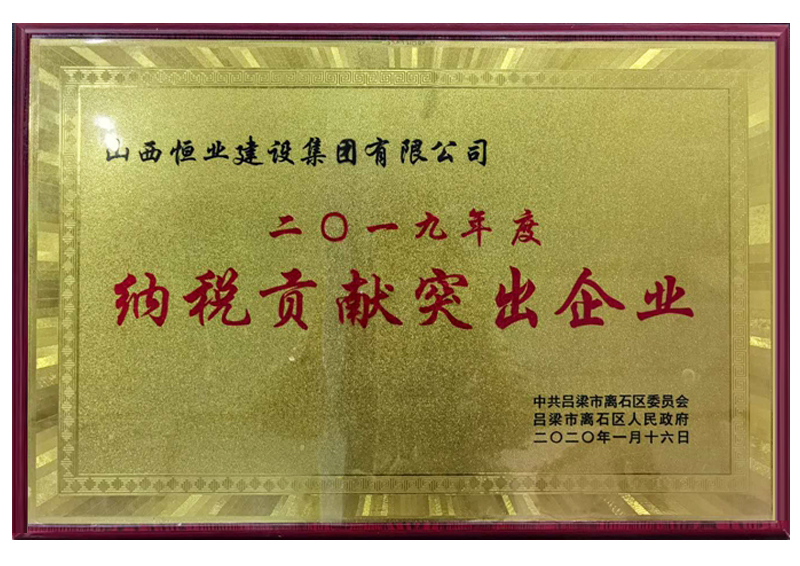 山西恒业建设集团有限公司
二〇一九年度
纳税贡献突出企业
中共吕梁市离石区委员会
吕梁市离石区人民政府
二〇二〇年一月十六日